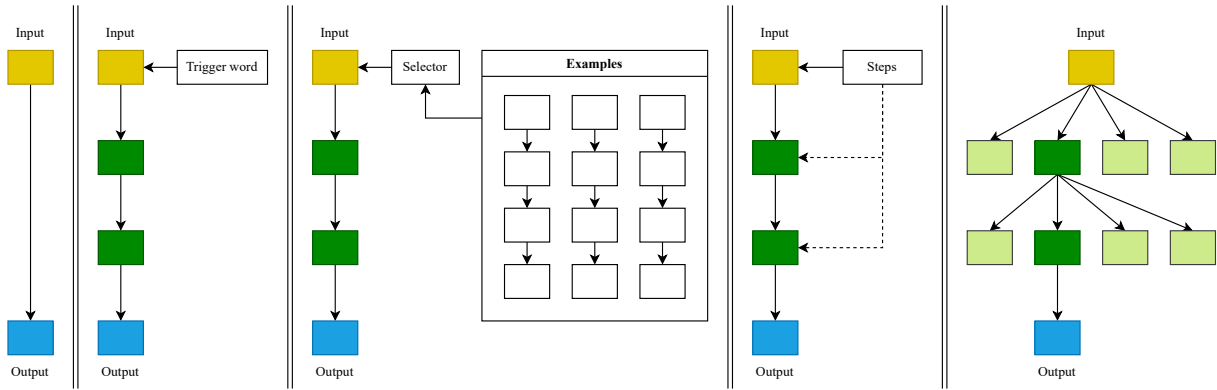 Input
Output
Input
Trigger word
Output
Input
Selector
Examples
Output
Input
Steps
Output
Input
Output